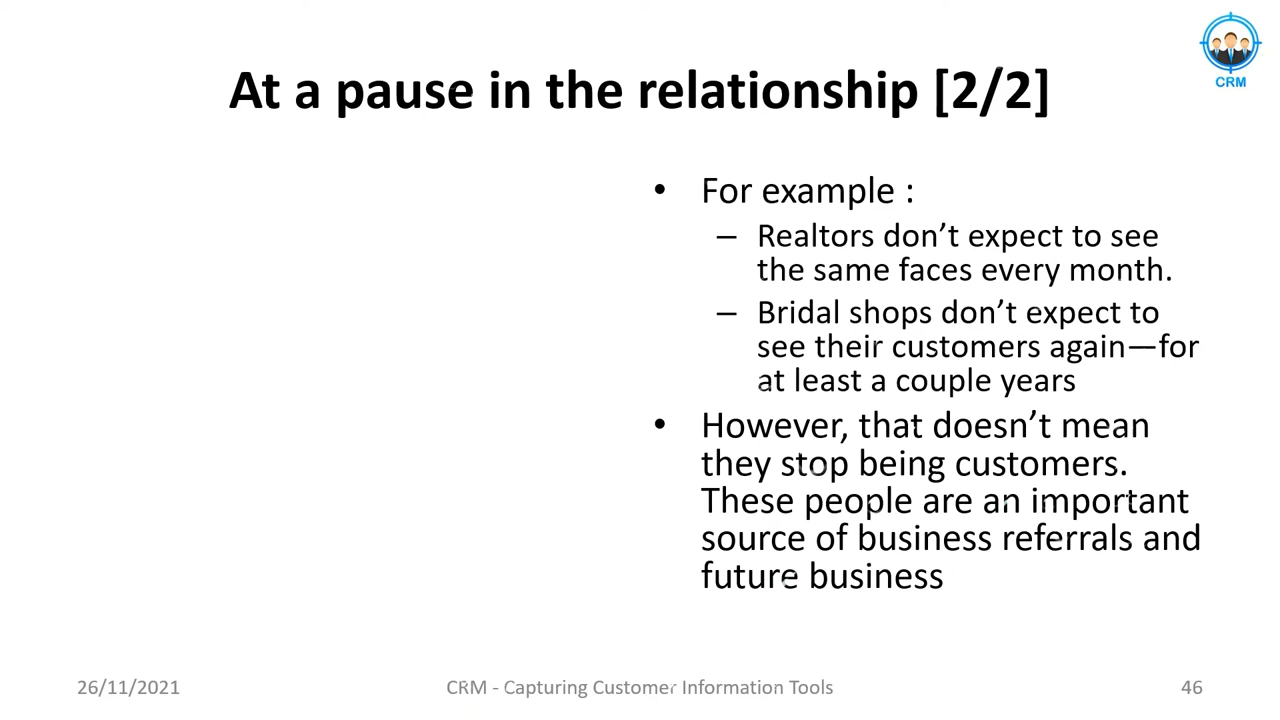 CRM
At a pause in the relationship [2/2]
• For example :
– Realtors don’t expect to see
the same faces every month.
– Bridal shops don’t expect to
see their customers again—for
at least a couple years
• However, that doesn’t mean
they stop being customers.
These people are an important
source of business referrals and
future business
26/11/2021
CRM - Capturing Customer Information Tools
46